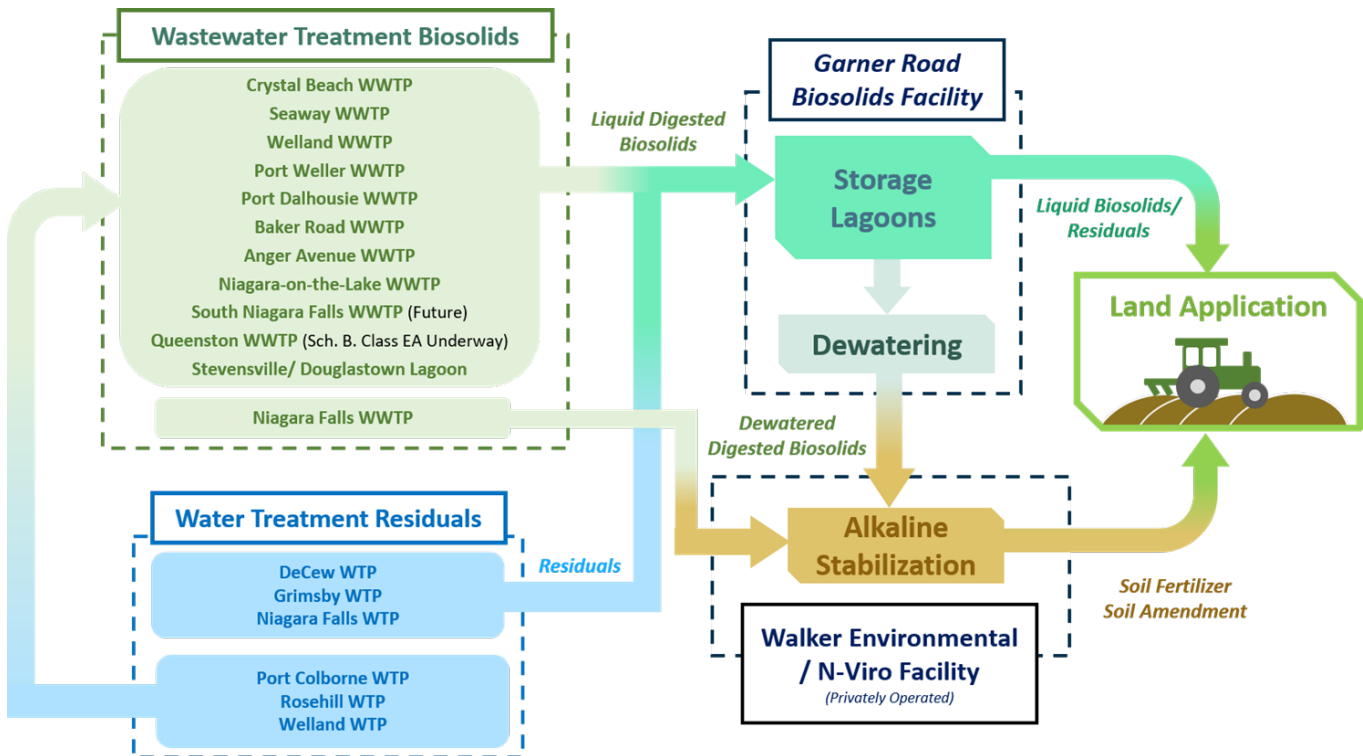 Wastewater Treatment Biosolids
Crystal Beach WWTP
Seaway WWTP
Welland WWTP
Port Weller WWTP
Port Dalhousie WWTP
Baker Road WWTP
Anger Avenue WWTP
Niagara-on-the-Lake WWTP
South Niagara Falls WWTP (Future)
Queenston WWTP (Sch. B. Class EA Underway)
Stevensville/ Douglastown Lagoon
Niagara Falls WWTP
Water Treatment Residuals
DeCew WTP
Grimsby WTP
Niagara Falls WTP
Port Colborne WTP
Rosehill WTP
Welland WTP
Liquid Digested
Biosolids
Residuals
Garner Road
Biosolids Facility
Storage
Lagoons
Dewatering
Dewatered
Digested Biosolids
Alkaline
Stabilization
Walker Environmental
/ N-Viro Facility
(Privately Operated)
Liquid Biosolids/
Residuals
Land Application
Soil Fertilizer
Soil Amendment